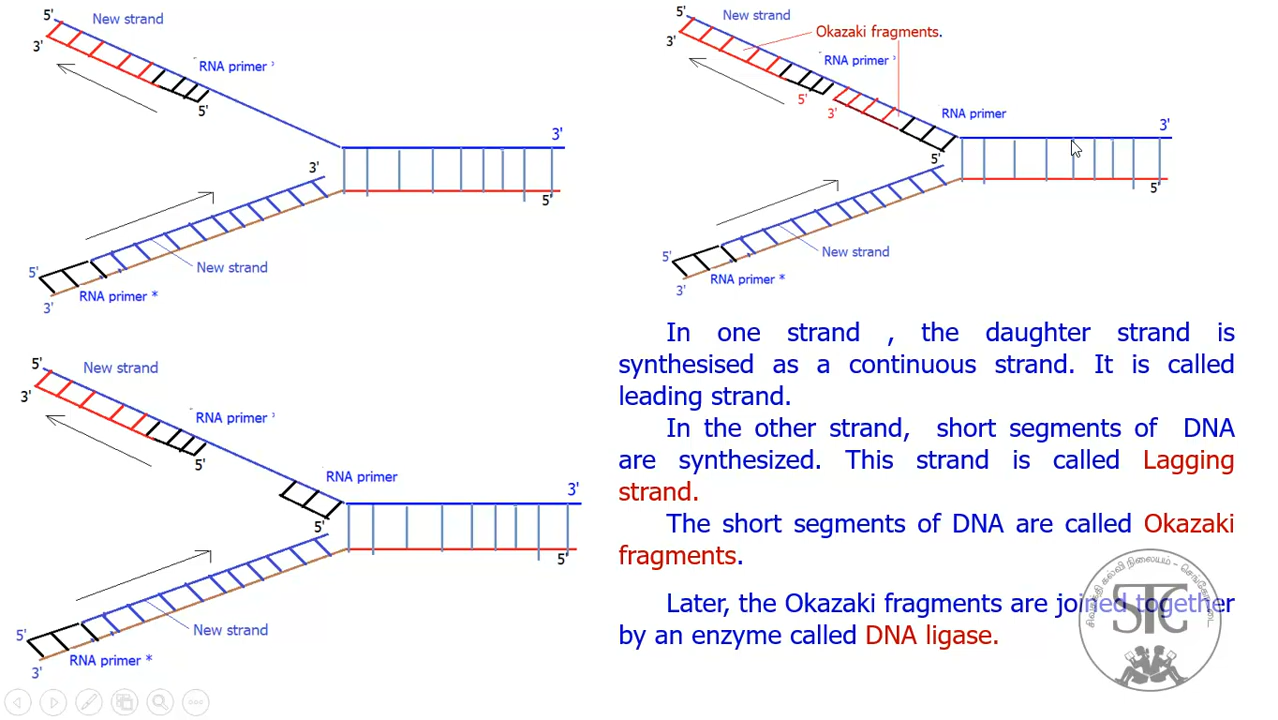 5'
New strand
3'
RNA primer '
5'
3'
3'
5'
5'
New strand
RNA primer *
3'
5'
New strand
Okazaki fragments.
3'
RNA primer '
5'
3'
RNA primer
3'
5'
5'
5'
New strand
RNA primer *
3'
5'
New strand
3'
RNA primer '
5'
RNA primer
3'
5'
5'
5'
New strand
RNA primer *
3'
In one strand , the daughter strand is
synthesised as a continuous strand. It is called
leading strand.
In the other strand, short segments of DNA
are synthesized. This strand is called Lagging
strand.
The short segments of DNA are called Okazaki
fragments.
Later, the Okazaki fragments are joined together
by an enzyme called DNA ligase.
STC